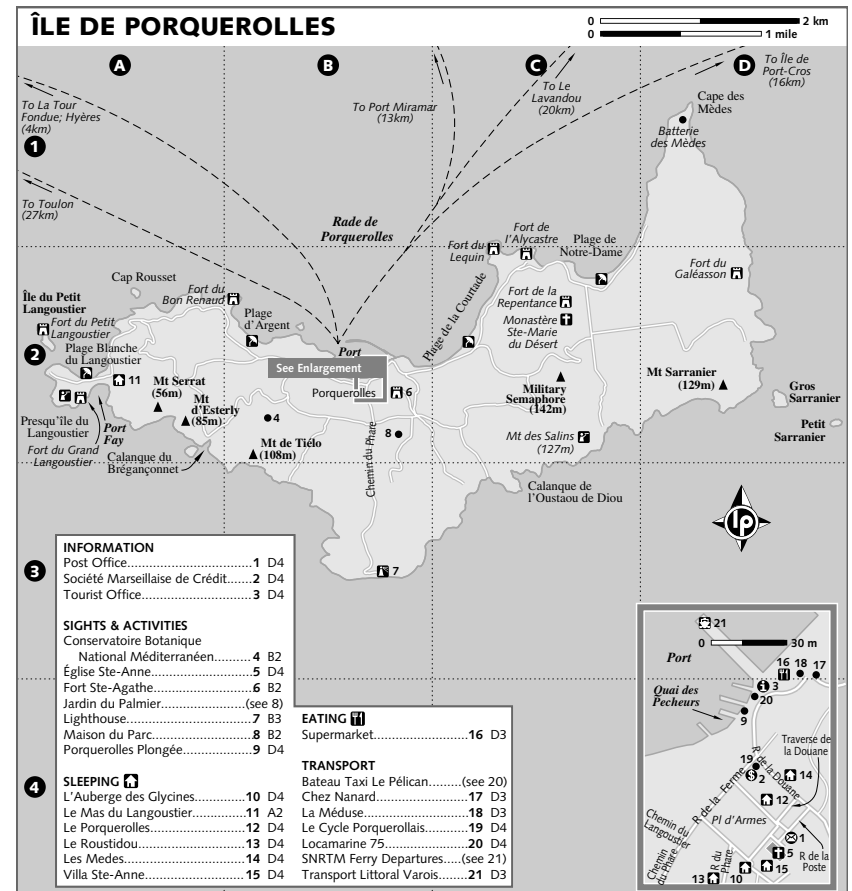 ÎLE DE PORQUEROLLES
0 2 km
0 1 mile
A
B
C
D
To La Tour
Fondue; Hyères
(4km)
To Port Miramar
(13km)
To Le
Lavandou
(20km)
To Île de
Port-Cros
(16km)
Cape des
Mèdes
Batterie
des Mèdes
1
To Toulon
(27km)
Rade de
Porquerolles
Fort du
Lequin
Fort de
l'Alycastre
Plage de
Notre-Dame
Fort du
Galéasson
Cap Rousset
Fort du
Bon Renaud
Île du Petit
Langoustier
Fort du Petit
Langoustier
Plage
d'Argent
Plage de la Courtade
Fort de la
Repentance
Monastère
Ste-Marie
du Désert
2
Plage Blanche
du Langoustier
11
Port
See Enlargement
Porquerolles
6
Mt Serrat
(56m)
Mt
d'Esterly
(85m)
4
8
Military
Semaphore
(142m)
Mt Sarranier
(129m)
Gros
Sarranier
Petit
Sarranier
Presqu'île du
Langoustier
Port
Fay
Fort du Grand
Langoustier
Calanque du
Brégançonnet
Mt de Tiélo
(108m)
Chemin du Phare
Mt des Salins
(127m)
Calanque de
l'Oustaou de Diou
lp
3
7
INFORMATION
Post Office 1 D4
Société Marseillaise de Crédit 2 D4
Tourist Office 3 D4
SIGHTS & ACTIVITIES
Conservatoire Botanique
National Méditerranéen 4 B2
Église Ste-Anne 5 D4
Fort Ste-Agathe 6 B2
Jardin du Palmier (see 8)
Lighthouse 7 B3
Maison du Parc 8 B2
Porquerolles Plongée 9 D4
4
SLEEPING
L'Auberge des Glycines 10 D4
Le Mas du Langoustier 11 A2
Le Porquerolles 12 D4
Le Roustidou 13 D4
Les Medes 14 D4
Villa Ste-Anne 15 D4
EATING
Supermarket 16 D3
TRANSPORT
Bateau Taxi Le Pélican (see 20)
Chez Nanard 17 D3
La Méduse 18 D3
Le Cycle Porquerollais 19 D4
Locamarine 75 20 D4
SNRTM Ferry Departures (see 21)
Transport Littoral Varois 21 D3
21
0 30 m
Port
16 18 17
3
Quai des
Pecheurs
20
9
Traverse de
la Douane
19
R de la Douane
2
14
R de la Ferme
12
Pl d'Armes
Chemin du
Langoustier
1
R de la
Poste
5
Chemin
du Phare
R du
Phare
13 10 15